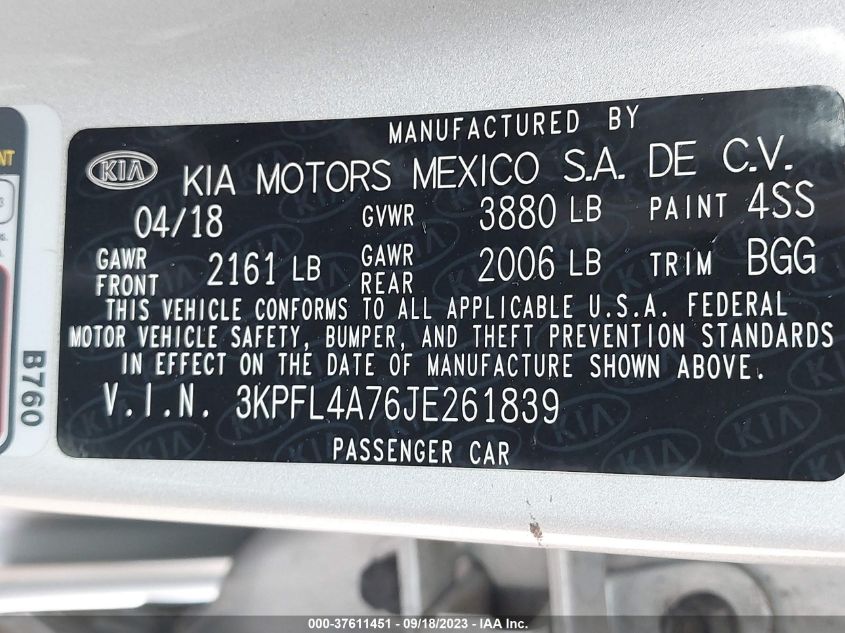 MANUFACTURED BY
KIA KIA MOTORS MEXICO S.A. DE C.V.
04/18 GVWR 3880 LB PAINT 4SS
GAWR FRONT 2161 LB GAWR REAR 2006 LB TRIM BGG
THIS VEHICLE CONFORMS TO ALL APPLICABLE U.S.A. FEDERAL
MOTOR VEHICLE SAFETY, BUMPER, AND THEFT PREVENTION STANDARDS
IN EFFECT ON THE DATE OF MANUFACTURE SHOWN ABOVE.
V.I.N. 3KPFL4A76JE261839
PASSENGER CAR
B760
000-37611451 - 09/18/2023 - IAA Inc.